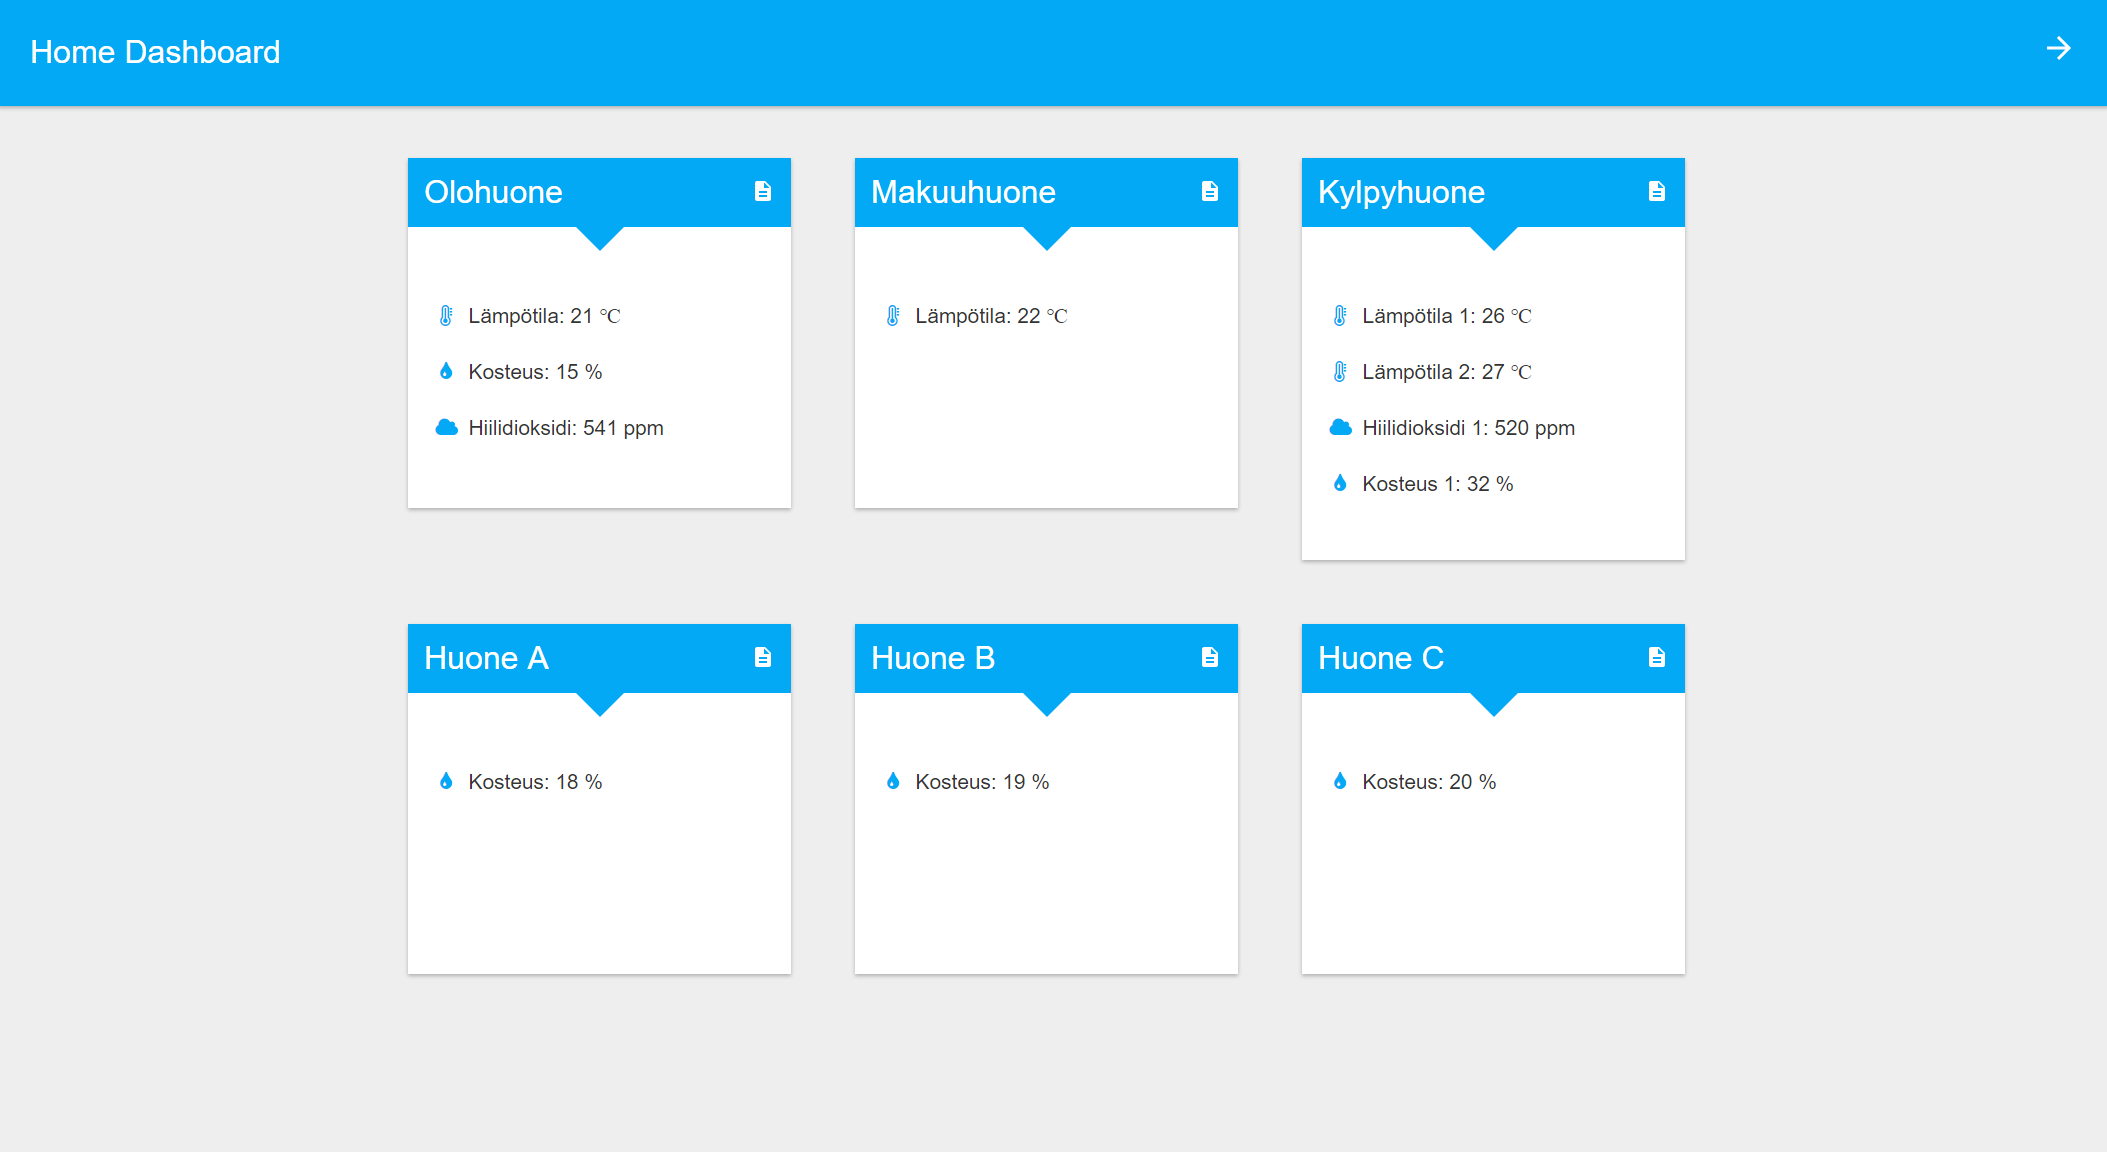 Home Dashboard
Olohuone
Lämpötila: 21 ℃
Kosteus: 15 %
Hiilidioksidi: 541 ppm
Makuuhuone
Lämpötila: 22 ℃
Kylpyhuone
Lämpötila 1: 26 ℃
Lämpötila 2: 27 ℃
Hiilidioksidi 1: 520 ppm
Kosteus 1: 32 %
Huone A
Kosteus: 18 %
Huone B
Kosteus: 19 %
Huone C
Kosteus: 20 %